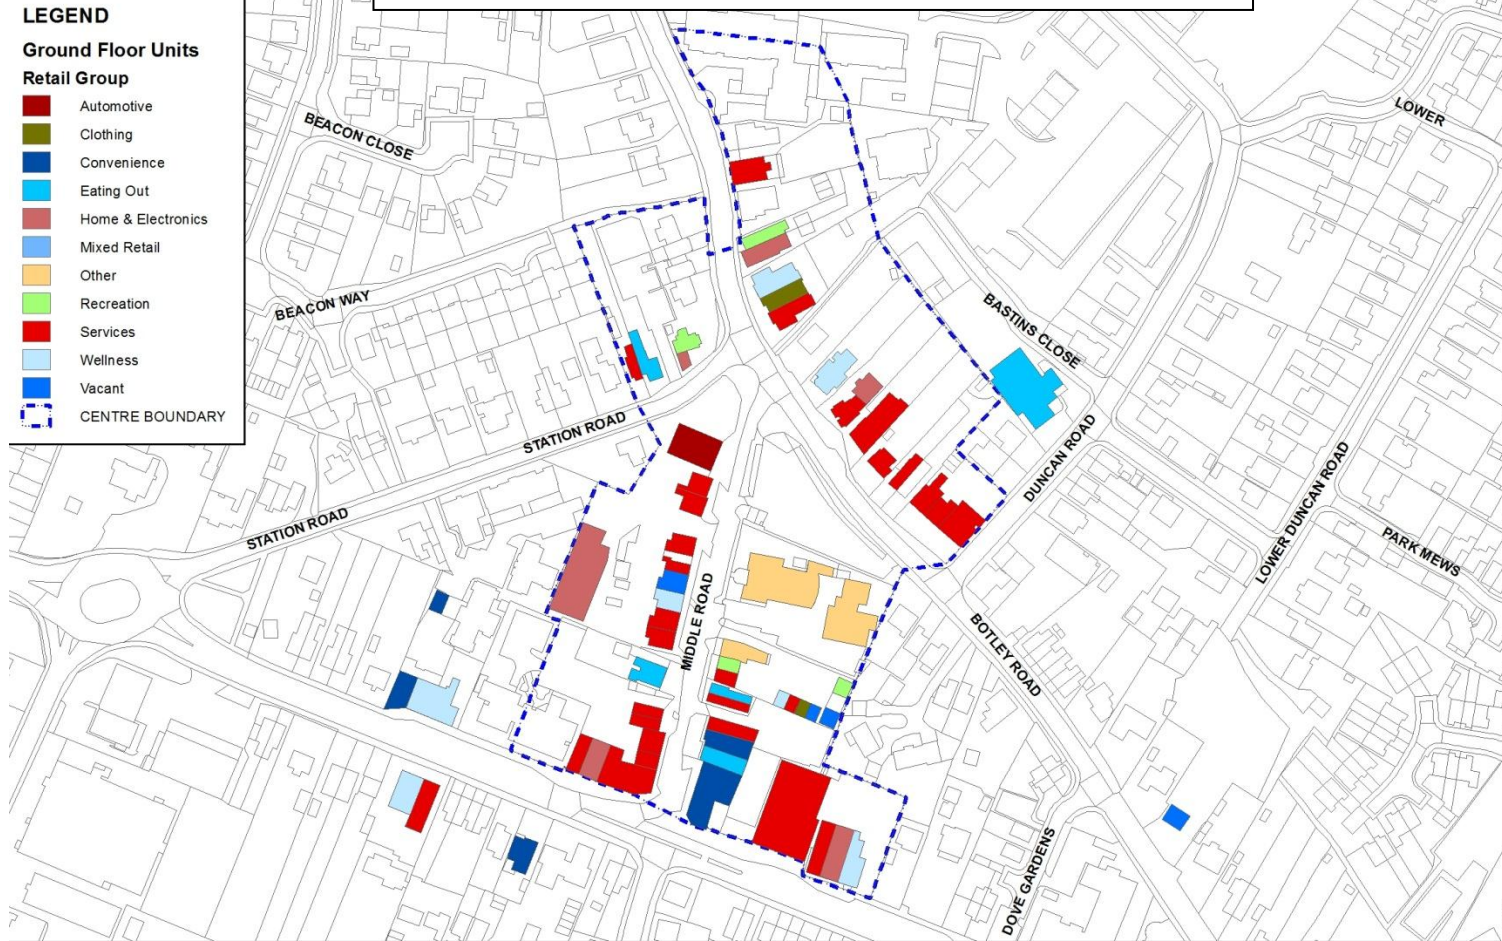 LEGEND
Ground Floor Units
Retail Group
Automotive
Clothing
Convenience
Eating Out
Home & Electronics
Mixed Retail
Other
Recreation
Services
Wellness
Vacant
CENTRE BOUNDARY
BEACON CLOSE
LOWER
BEACON WAY
BASTINS CLOSE
STATION ROAD
DUNCAN ROAD
STATION ROAD
LOWER DUNCAN ROAD
PARK MEWS
MIDDLE ROAD
BOTLEY ROAD
DOVE GARDENS